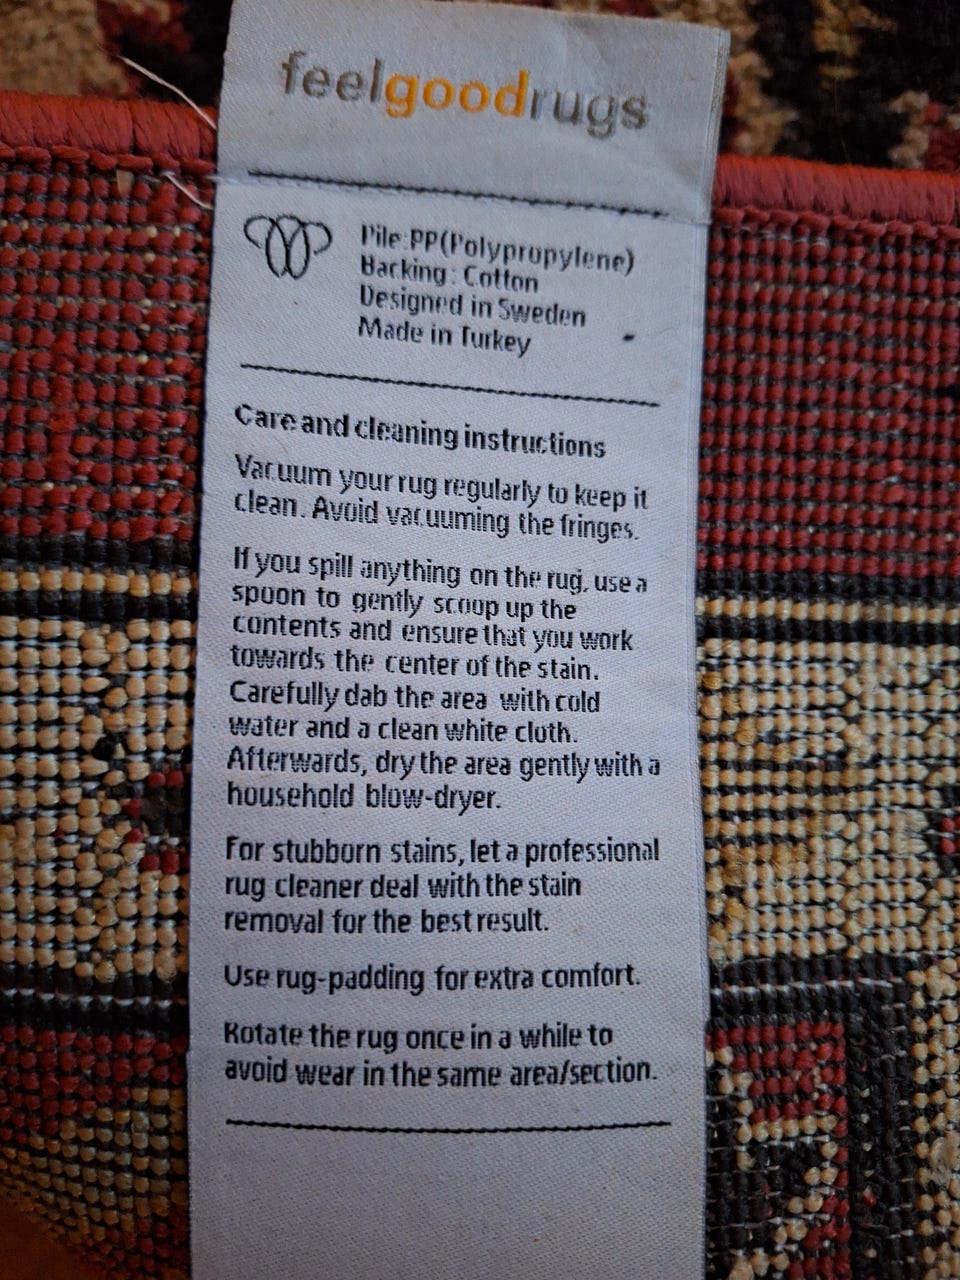 feelgoodrugs
Pile:PP(Polypropylene)
Backing: Cotton
Designed in Sweden
Made in Turkey
Care and cleaning instructions
Vacuum your rug regularly to keep it
clean. Avoid vacuuming the fringes.
If you spill anything on the rug, use a
spoon to gently scoop up the
contents and ensure that you work
towards the center of the stain.
Carefully dab the area with cold
water and a clean white cloth.
Afterwards, dry the area gently with a
household blow-dryer.
For stubborn stains, let a professional
rug cleaner deal with the stain
removal for the best result.
Use rug-padding for extra comfort.
Rotate the rug once in a while to
avoid wear in the same area/section.